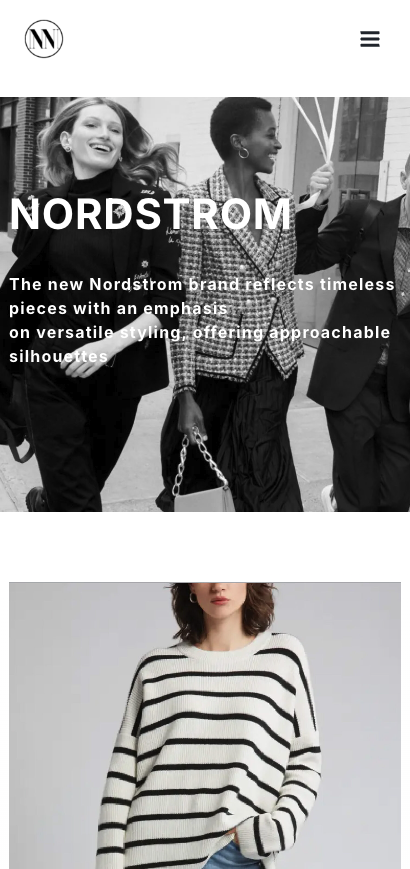 NN
NORDSTROM
The new Nordstrom brand reflects timeless
pieces with an emphasis
on versatile styling, offering approachable
silhouettes